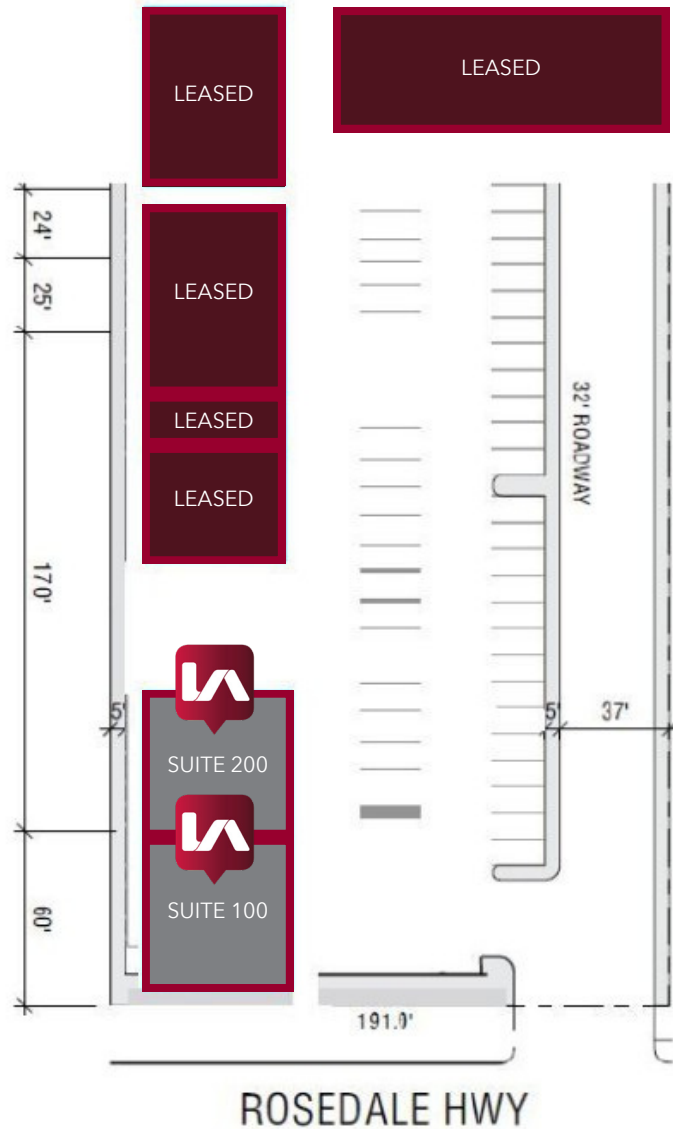 LEASED
LEASED
24'
25'
LEASED
LEASED
32' ROADWAY
LEASED
170'
5'
SUITE 200
5'
37'
60'
SUITE 100
191.0'
ROSEDALE HWY